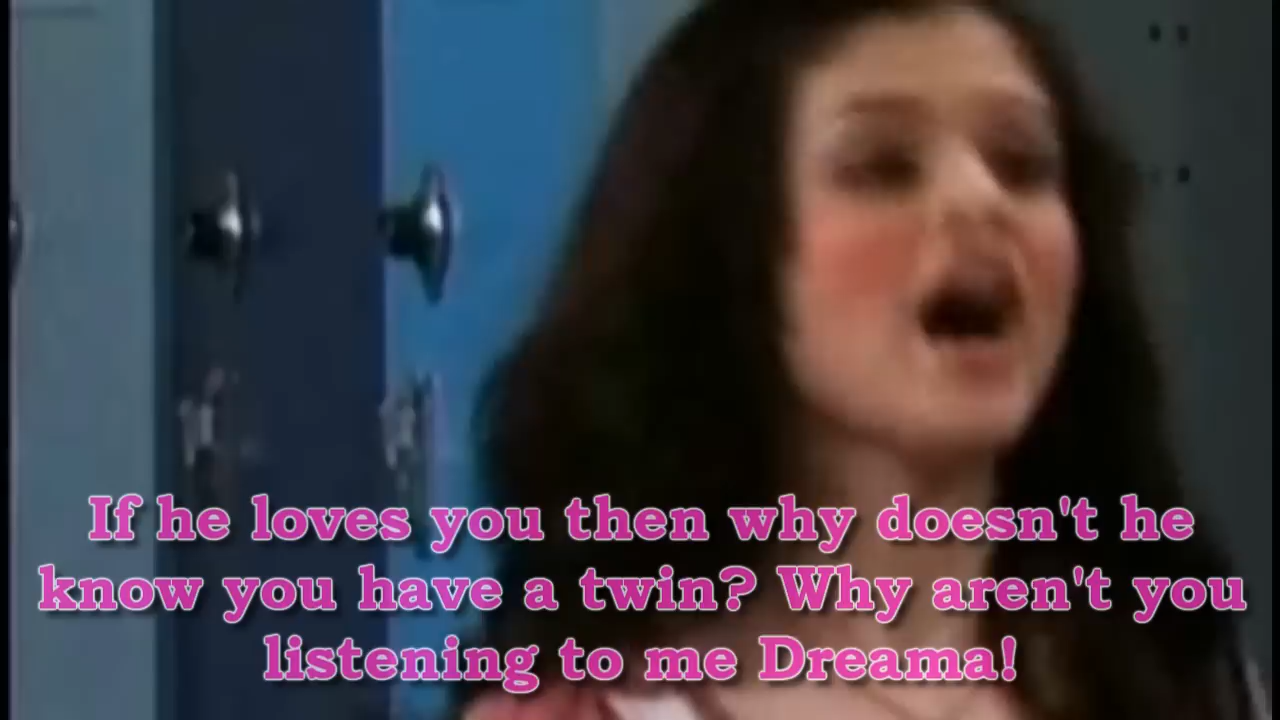 If he loves you then why doesn't he
know you have a twin? Why aren't you
listening to me Dreama!